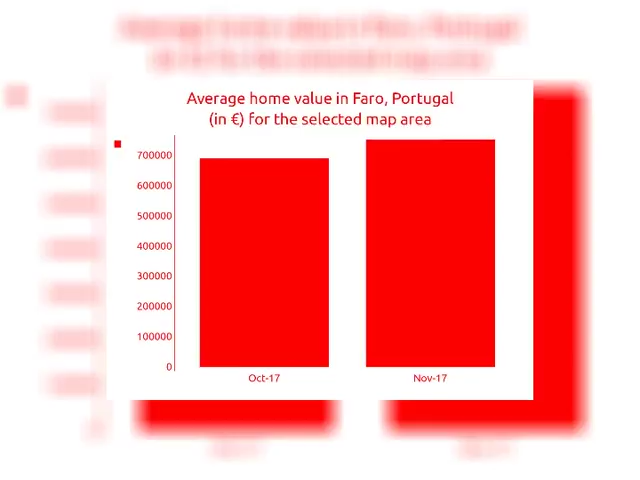 Average home value in Faro, Portugal
(in €) for the selected map area
700000
600000
500000
400000
300000
200000
100000
0
Oct-17
Nov-17